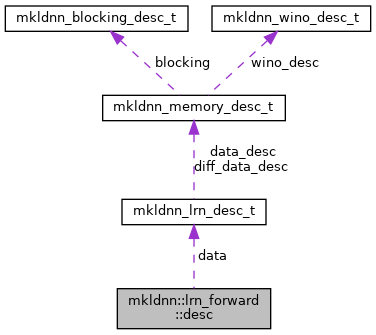 mkldnn_blocking_desc_t
mkldnn_wino_desc_t
blocking
wino_desc
mkldnn_memory_desc_t
data_desc
diff_data_desc
mkldnn_lrn_desc_t
data
mkldnn::lrn_forward
::desc